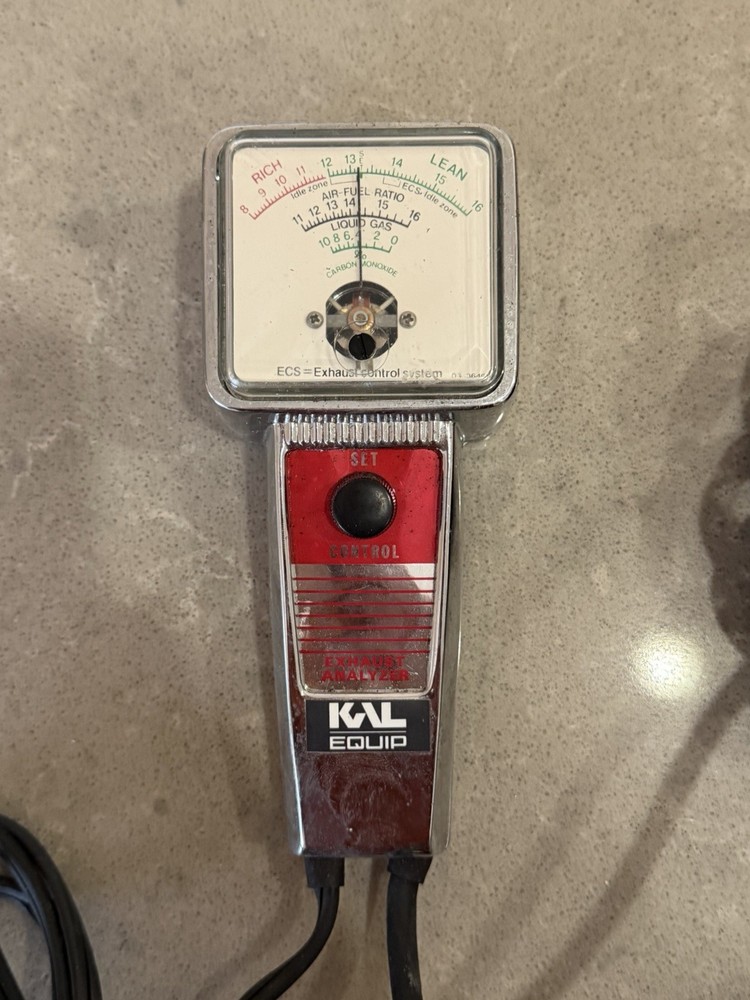 RICH LEAN
8 9 10 11 12 13 14 15 16
Idle zone ECS-Idle zone
AIR-FUEL RATIO
11 12 13 14 15 16
LIQUID GAS
10 8 6 4 2 0
%
CARBON MONOXIDE
ECS=Exhaust control system
SET
CONTROL
EXHAUST
ANALYZER
KAL
EQUIP